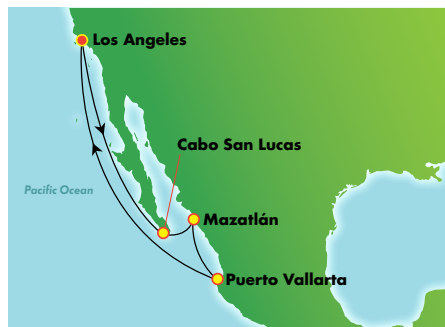 Los Angeles
Cabo San Lucas
Pacific Ocean
Mazatlán
Puerto Vallarta